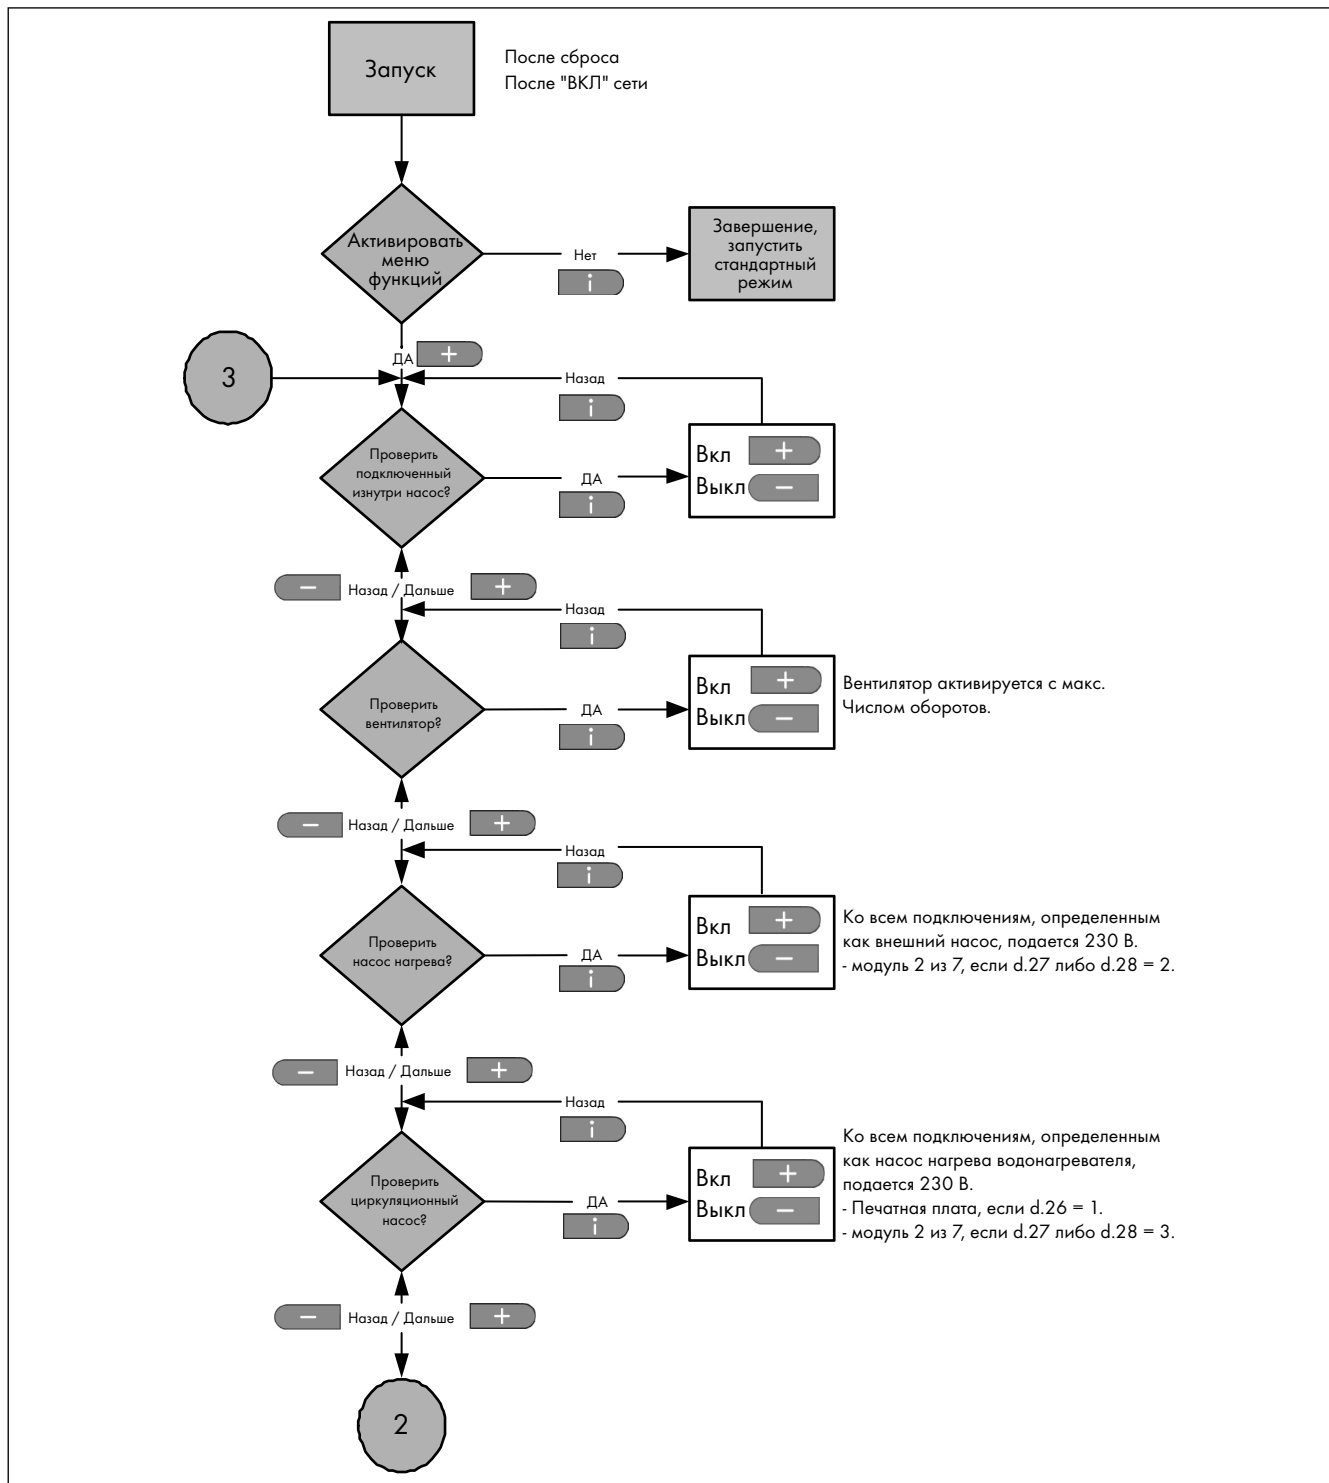 Запуск
После сброса
После "ВКЛ" сети
Активировать
меню
функций
Нет
i
Завершение,
запустить
стандартный
режим
ДА +
3
Назад
i
Проверить
подключенный
изнутри насос?
ДА
i
Вкл +
Выкл –
– Назад / Дальше +
Назад
i
Проверить
вентилятор?
ДА
i
Вкл +
Выкл –
Вентилятор активируется с макс.
Числом оборотов.
– Назад / Дальше +
Назад
i
Проверить
насос нагрева?
ДА
i
Вкл +
Выкл –
Ко всем подключениям, определенным
как внешний насос, подается 230 В.
- модуль 2 из 7, если d.27 либо d.28 = 2.
– Назад / Дальше +
Назад
i
Проверить
циркуляционный
насос?
ДА
i
Вкл +
Выкл –
Ко всем подключениям, определенным
как насос нагрева водонагревателя,
подается 230 В.
- Печатная плата, если d.26 = 1.
- модуль 2 из 7, если d.27 либо d.28 = 3.
– Назад / Дальше +
2